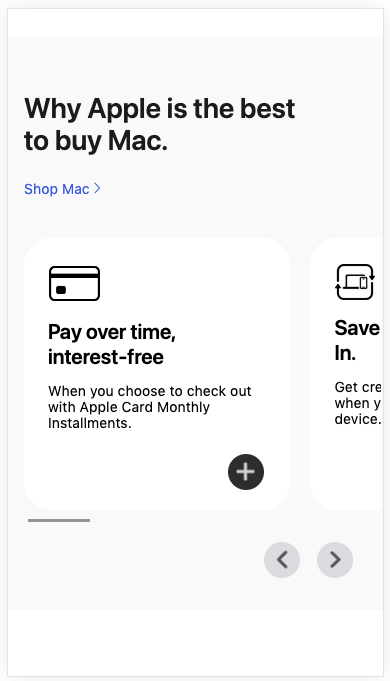 Why Apple is the best
to buy Mac.
Shop Mac
Pay over time,
interest-free
When you choose to check out
with Apple Card Monthly
Installments.
Save
In.
Get cre
when y
device.